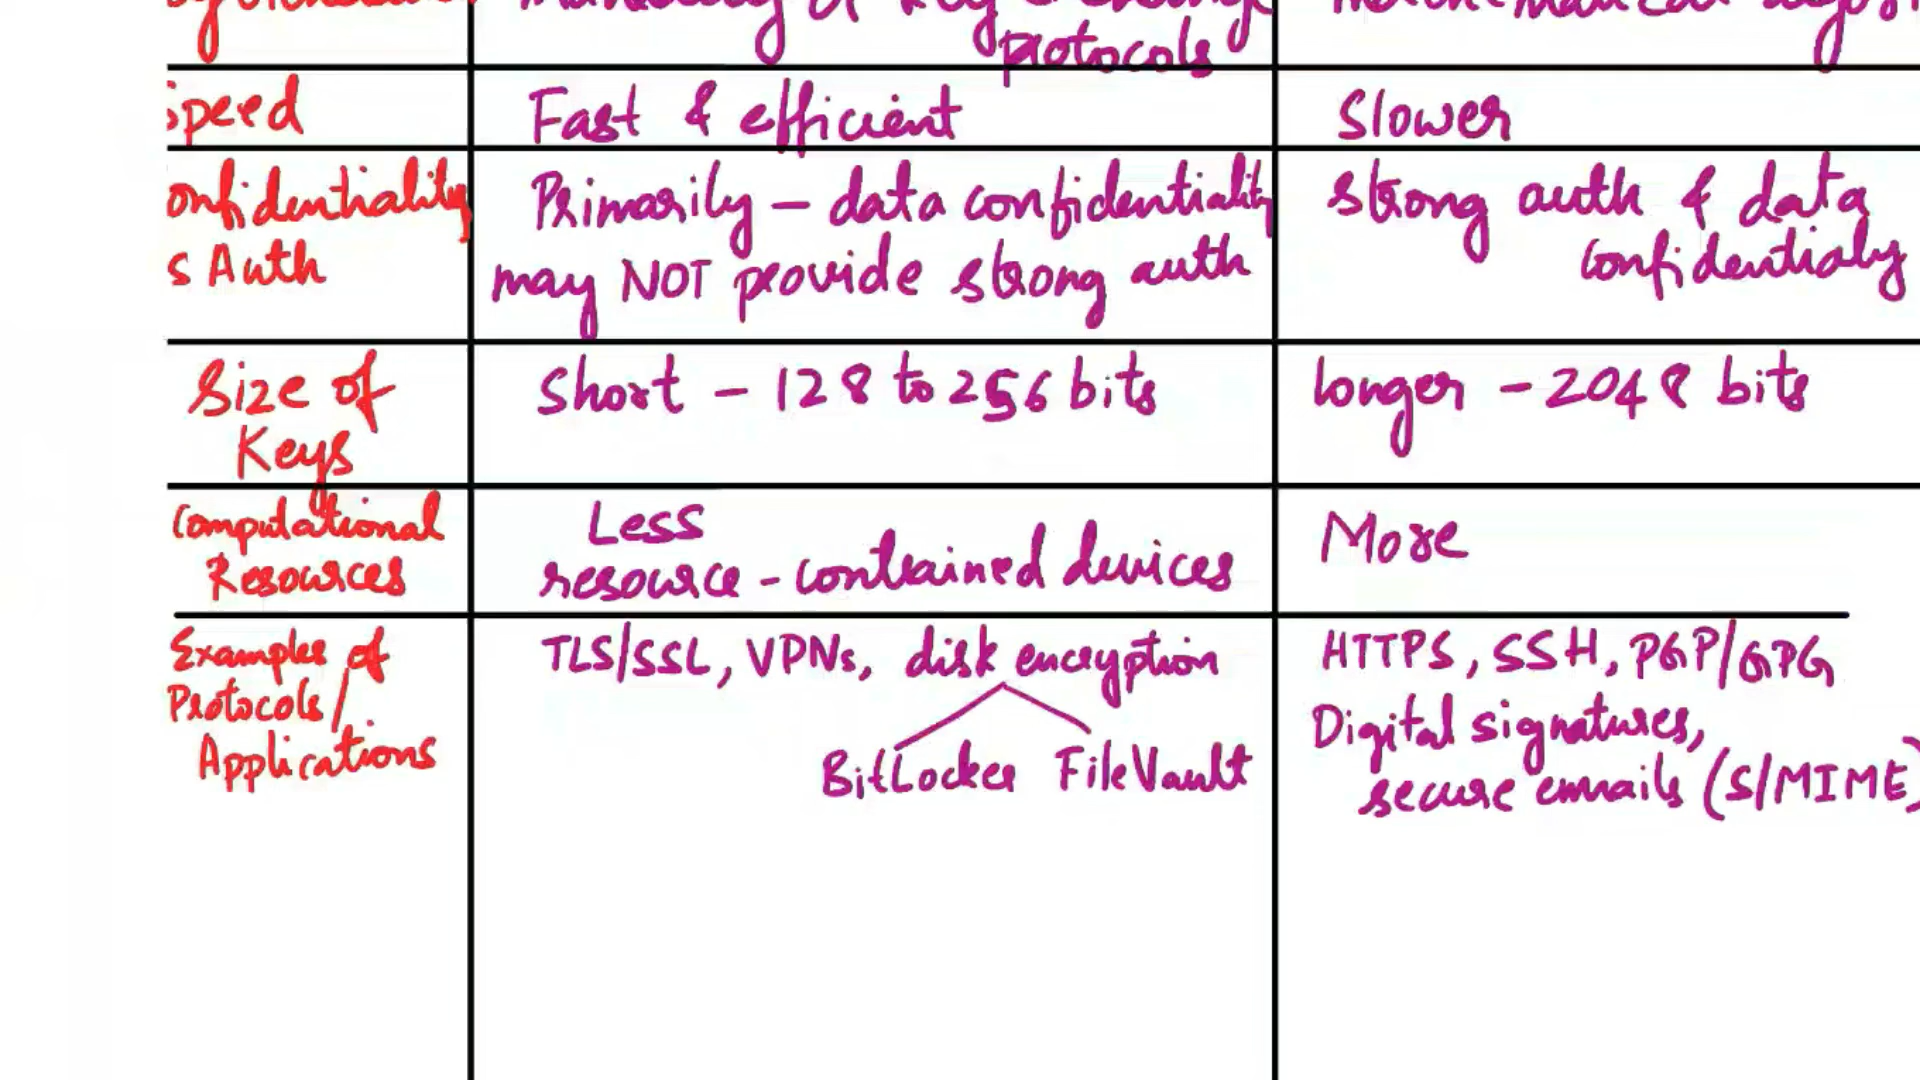 protocols
Speed
Fast & efficient
Slower
onfidentiality
s Auth
Primarily – data confidentiality
may NOT provide strong auth
strong auth & data
confidentialy
Size of
Keys
Short – 128 to 256 bits
longer – 2048 bits
Computational
Resources
Less
resource - contrained devices
More
Examples of
Protocols/
Applications
TLS/SSL, VPNs, disk encryption
BitLocker FileVault
HTTPS, SSH, PGP/GPG
Digital signatures,
secure emails (S/MIME)